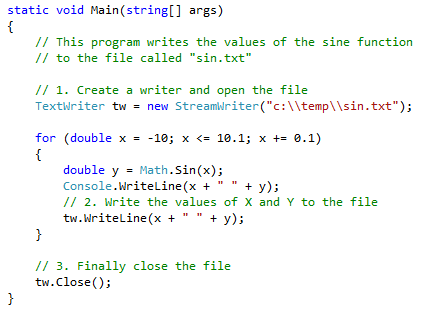 static void Main(string[] args)
{
    // This program writes the values of the sine function
    // to the file called "sin.txt"

    // 1. Create a writer and open the file
    TextWriter tw = new StreamWriter("c:\\temp\\sin.txt");

    for (double x = -10; x <= 10.1; x += 0.1)
    {
        double y = Math.Sin(x);
        Console.WriteLine(x + " " + y);
        // 2. Write the values of X and Y to the file
        tw.WriteLine(x + " " + y);
    }

    // 3. Finally close the file
    tw.Close();
}